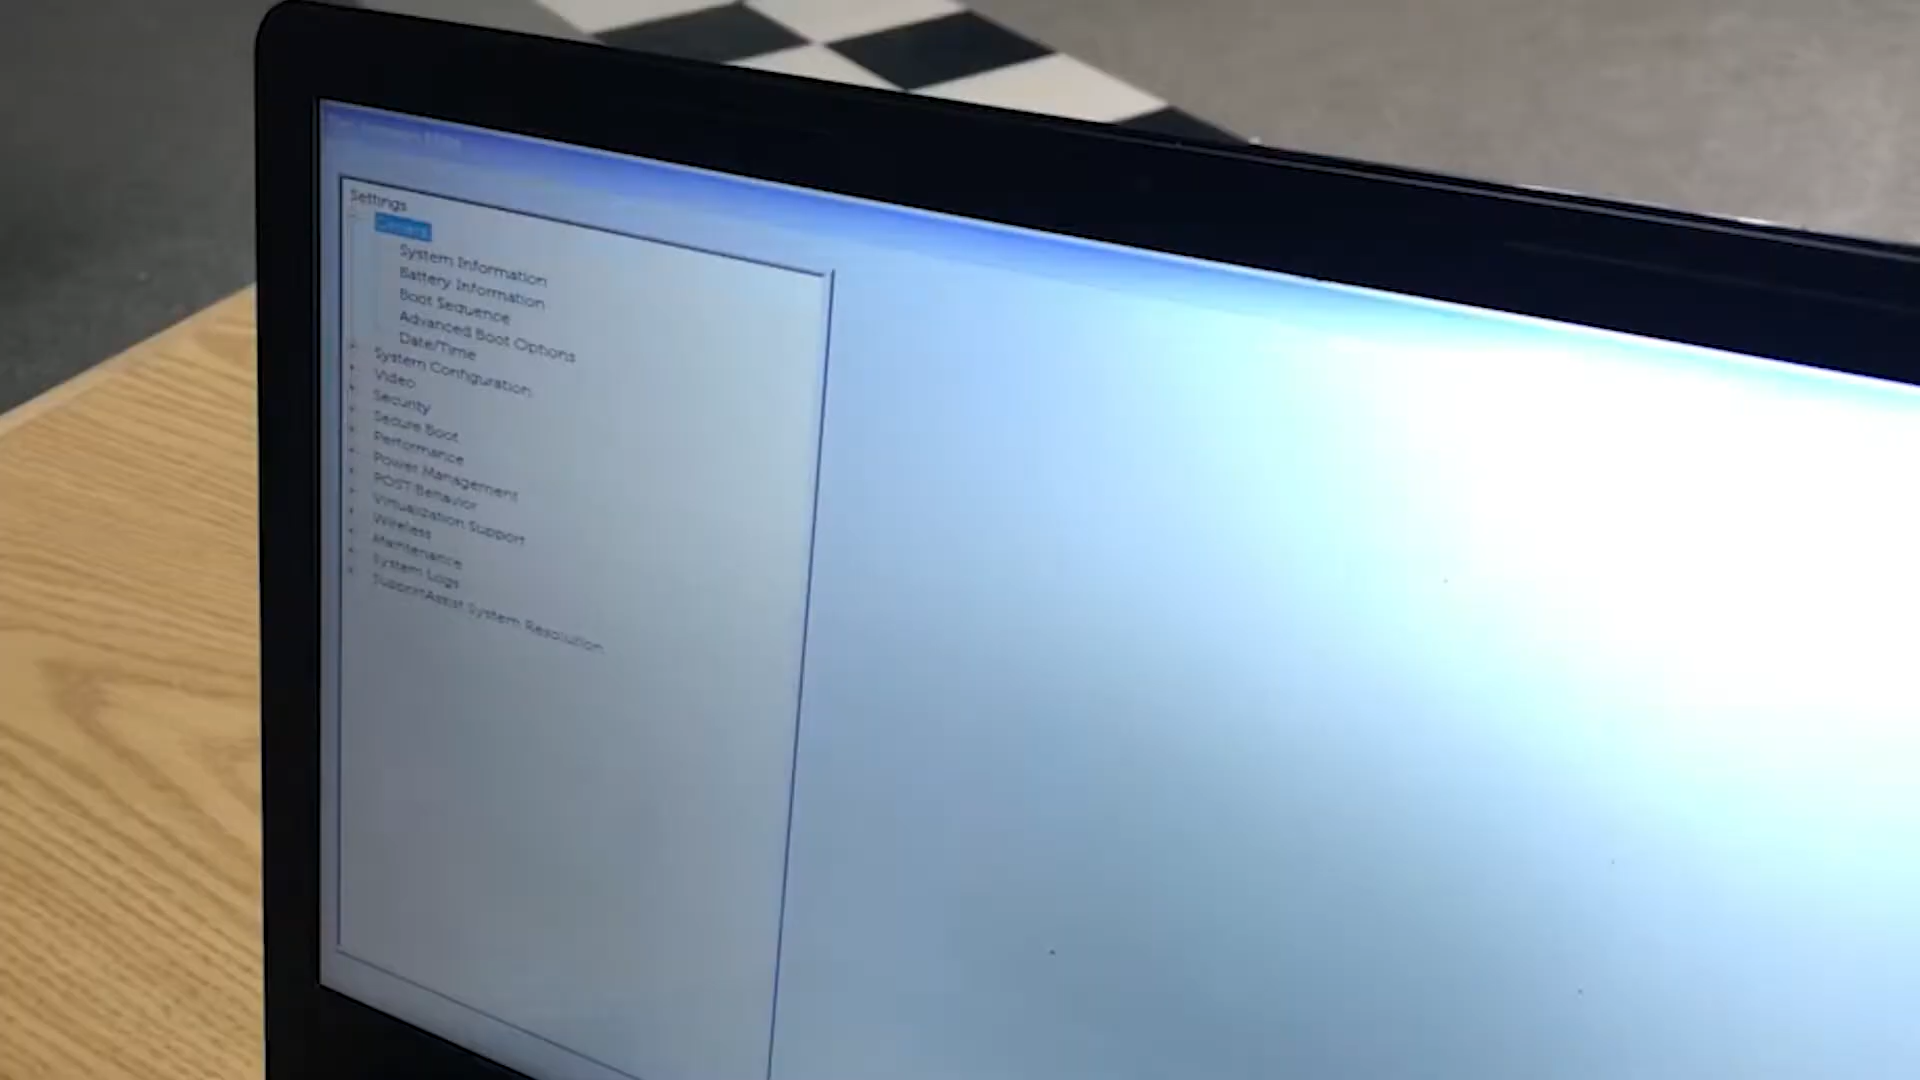 Settings
General
System Information
Battery Information
Boot Sequence
Advanced Boot Options
Date/Time
System Configuration
Video
Security
Secure Boot
Performance
Power Management
POST Behavior
Virtualization Support
Wireless
Maintenance
System Logs
SupportAssist System Resolution